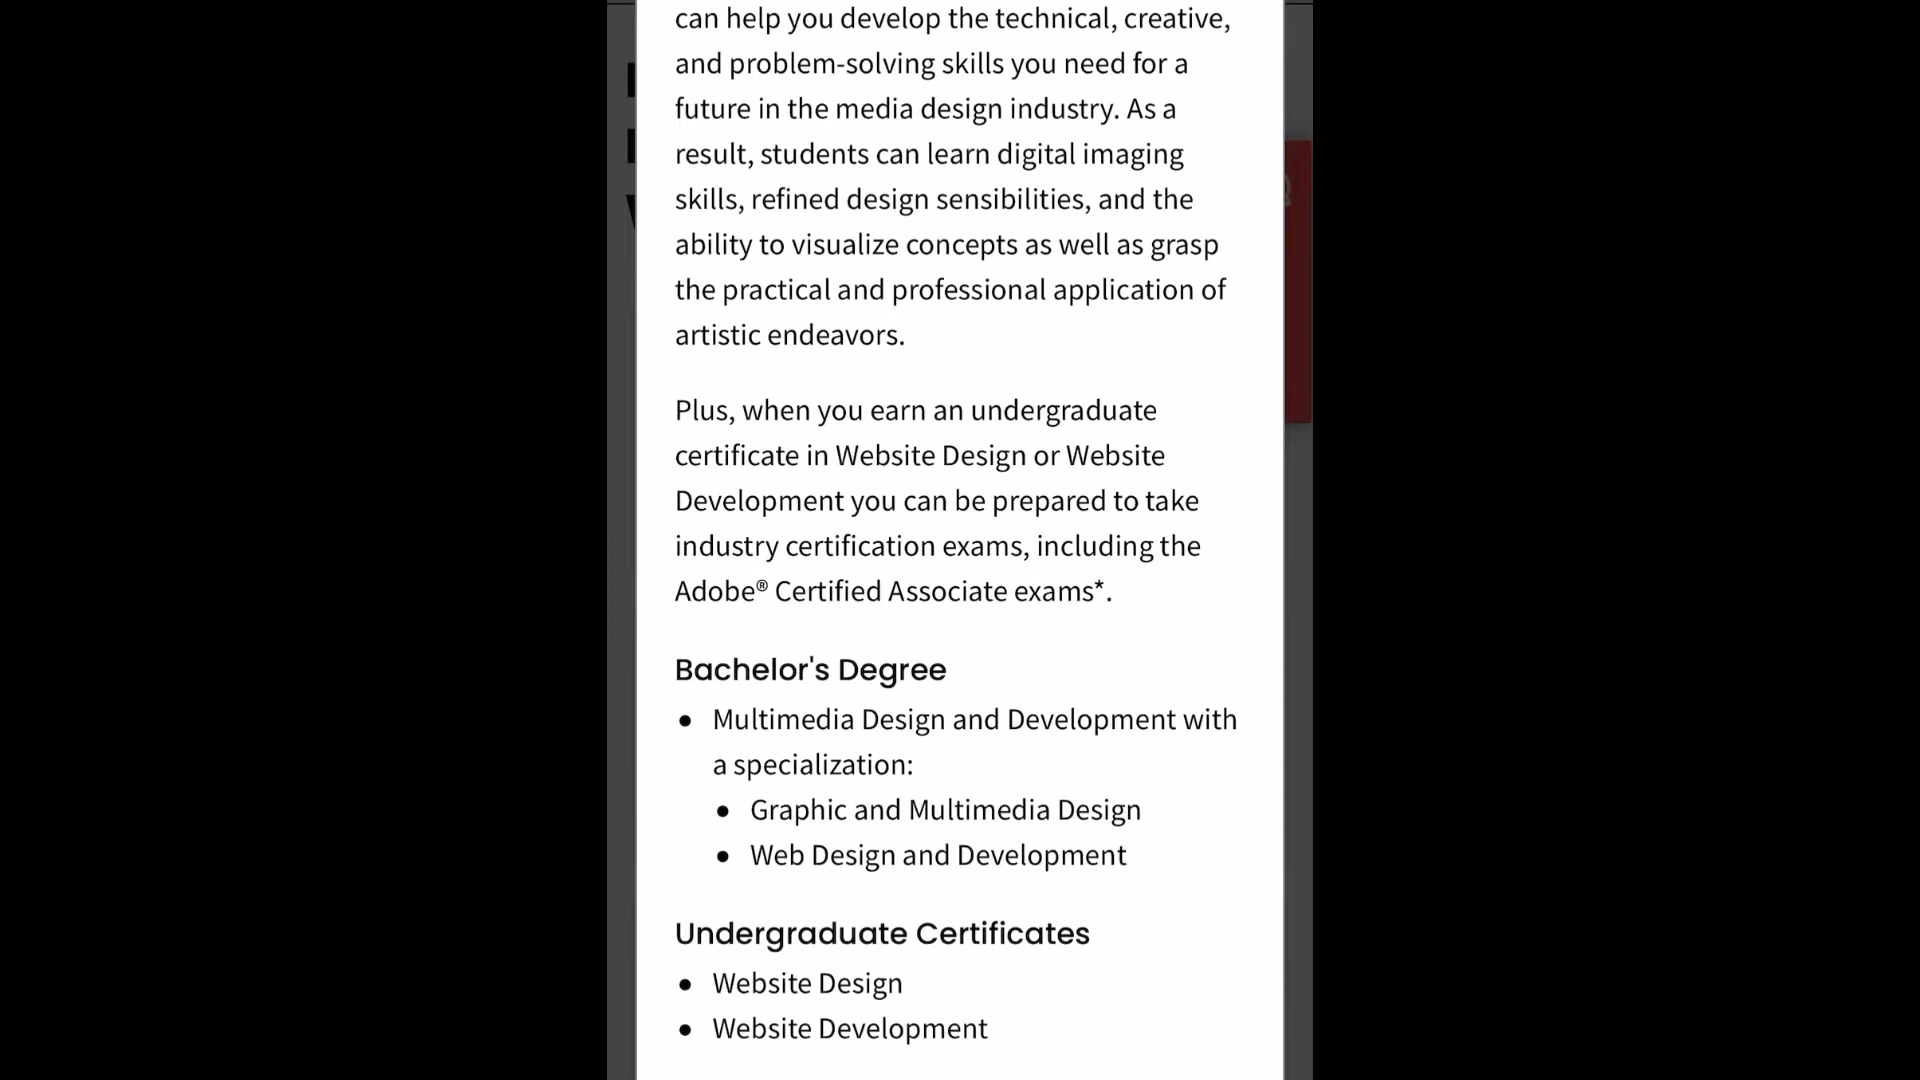 can help you develop the technical, creative,
and problem-solving skills you need for a
future in the media design industry. As a
result, students can learn digital imaging
skills, refined design sensibilities, and the
ability to visualize concepts as well as grasp
the practical and professional application of
artistic endeavors.
Plus, when you earn an undergraduate
certificate in Website Design or Website
Development you can be prepared to take
industry certification exams, including the
Adobe® Certified Associate exams*.
Bachelor's Degree
• Multimedia Design and Development with
a specialization:
• Graphic and Multimedia Design
• Web Design and Development
Undergraduate Certificates
• Website Design
• Website Development